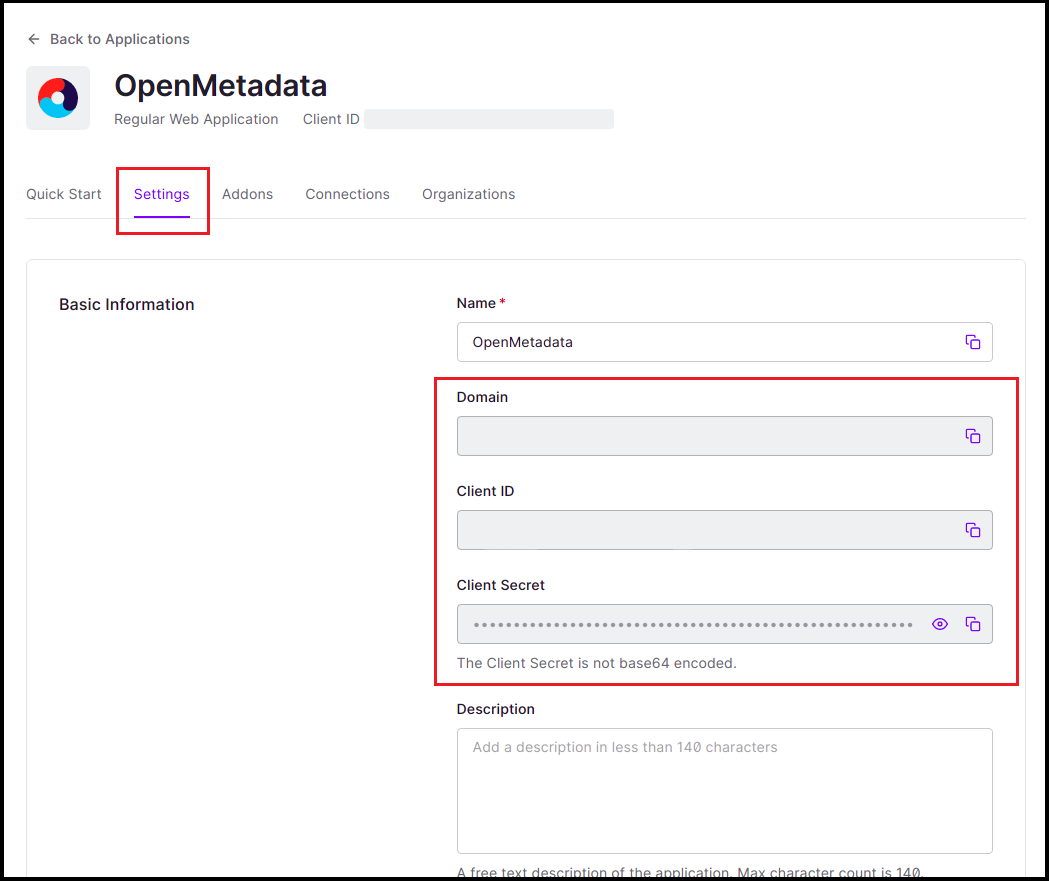 Back to Applications
OpenMetadata
Regular Web Application Client ID
Quick Start Settings Addons Connections Organizations
Basic Information
Name *
OpenMetadata
Domain
Client ID
Client Secret
The Client Secret is not base64 encoded.
Description
Add a description in less than 140 characters
A free text description of the application. Max character count is 140.